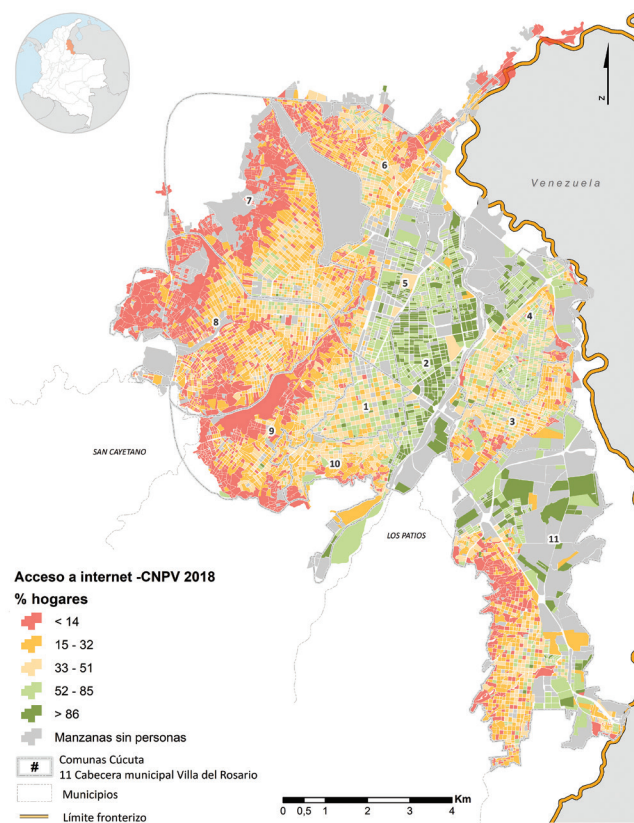 N
Venezuela
6
7
5
4
8
2
1
3
9
SAN CAYETANO
10
LOS PATIOS
11
Acceso a internet -CNPV 2018
% hogares
< 14
15 - 32
33 - 51
52 - 85
> 86
Manzanas sin personas
# Comunas Cúcuta
11 Cabecera municipal Villa del Rosario
Municipios
Límite fronterizo
Km
0 0,5 1 2 3 4